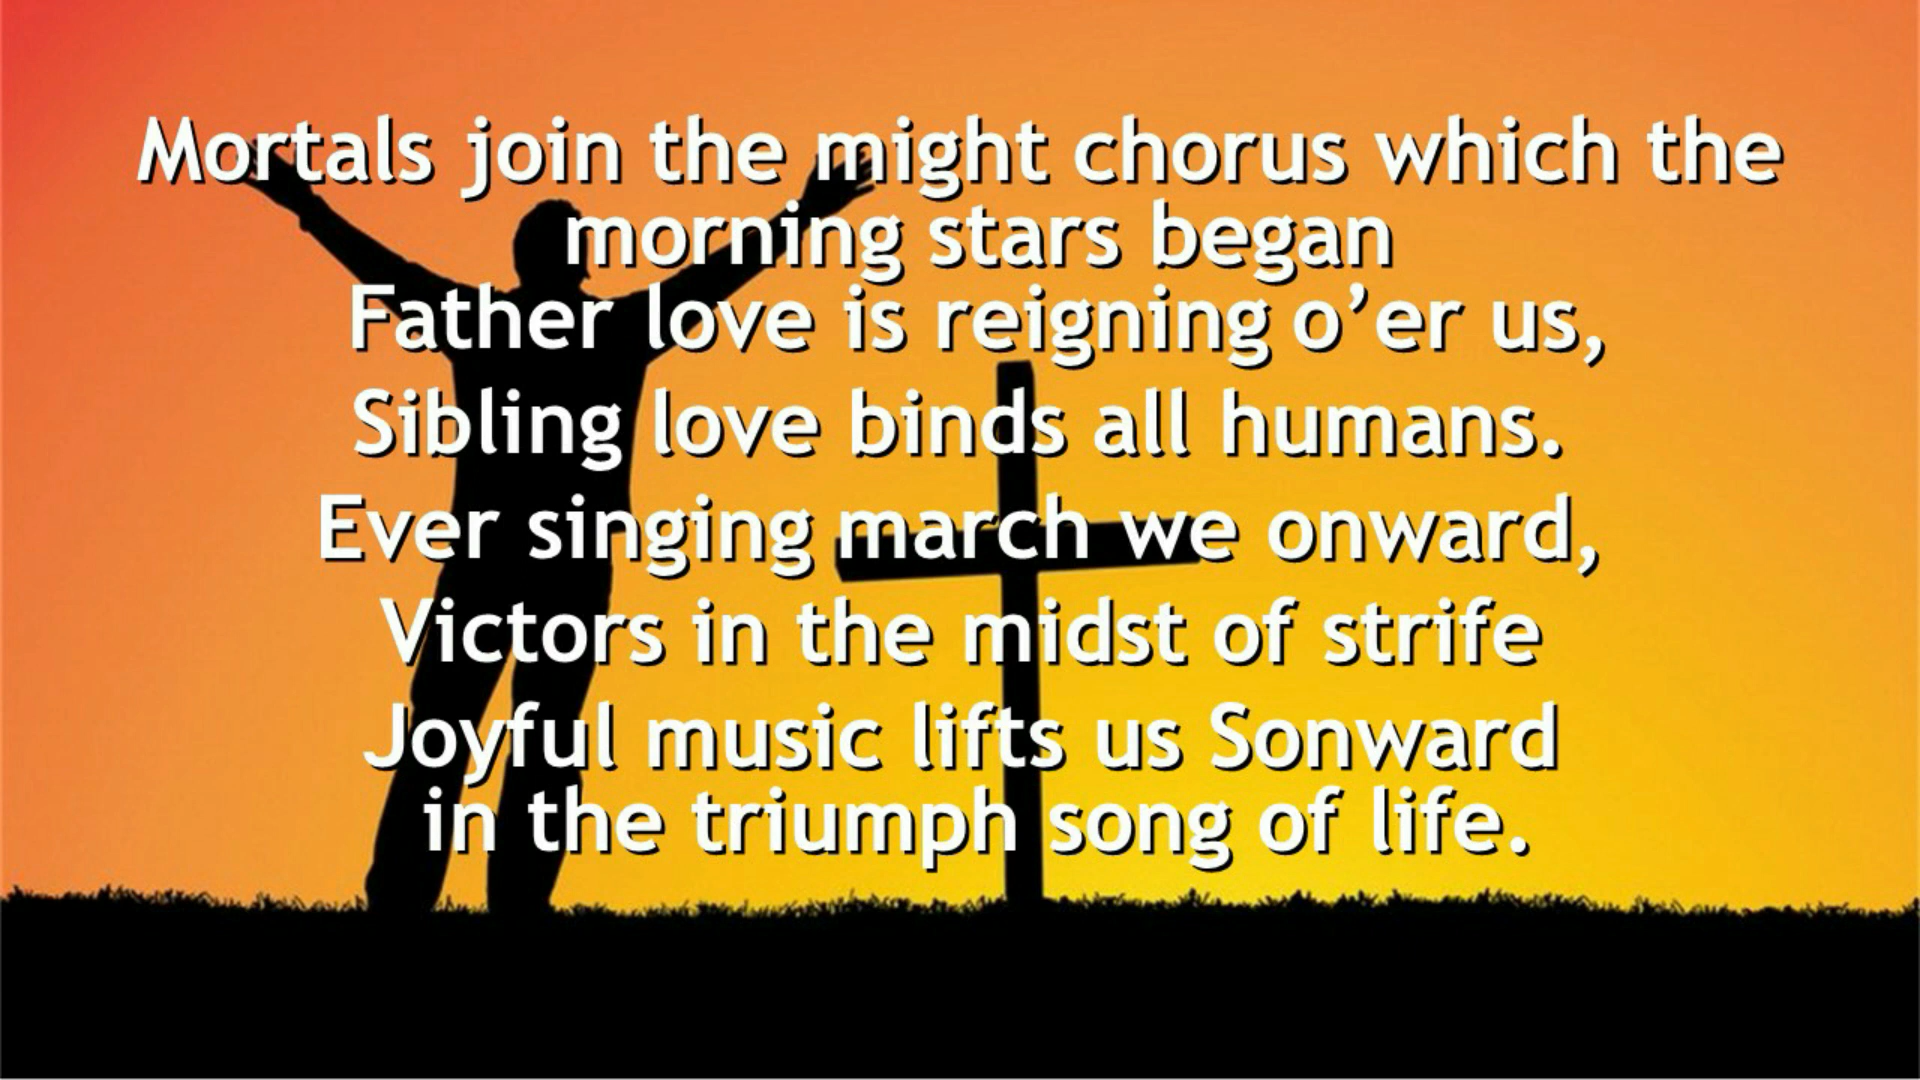 Mortals join the might chorus which the
morning stars began
Father love is reigning o’er us,
Sibling love binds all humans.
Ever singing march we onward,
Victors in the midst of strife
Joyful music lifts us Sonward
in the triumph song of life.